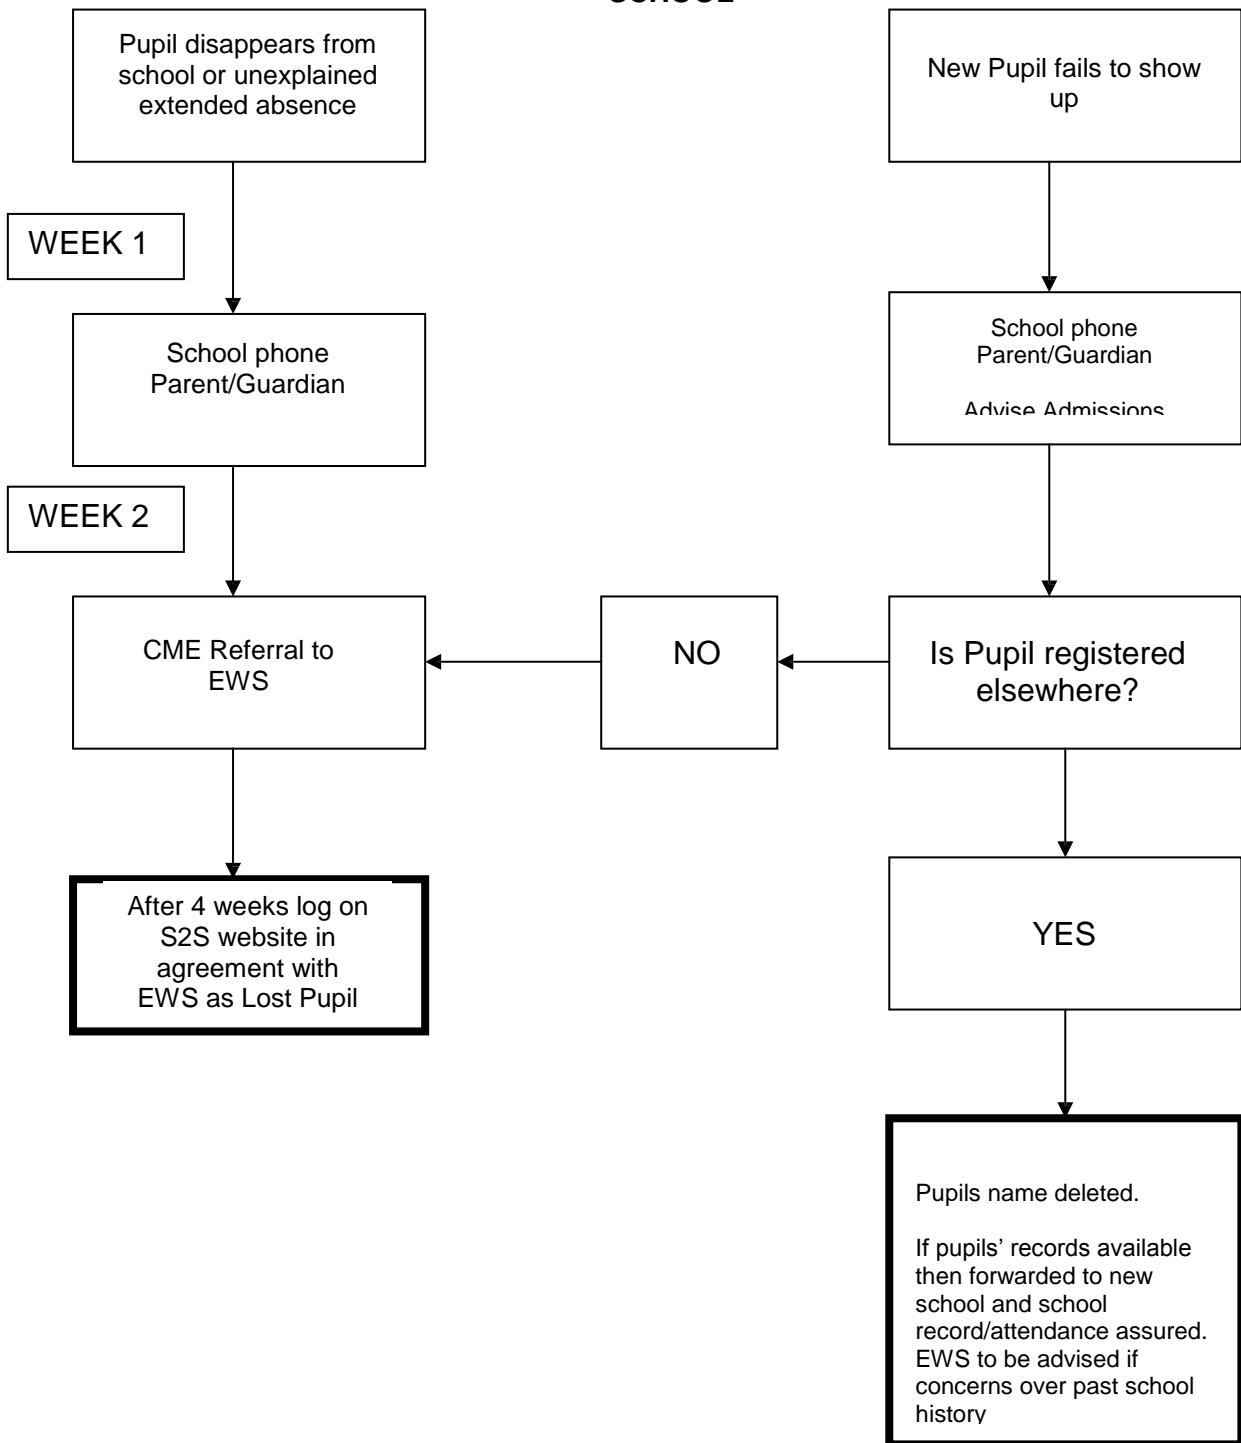 SCHOOL
Pupil disappears from
school or unexplained
extended absence
New Pupil fails to show
up
WEEK 1
School phone
Parent/Guardian
School phone
Parent/Guardian
Advise Admissions
WEEK 2
CME Referral to
EWS
NO
Is Pupil registered
elsewhere?
After 4 weeks log on
S2S website in
agreement with
EWS as Lost Pupil
YES
Pupils name deleted.
If pupils’ records available
then forwarded to new
school and school
record/attendance assured.
EWS to be advised if
concerns over past school
history